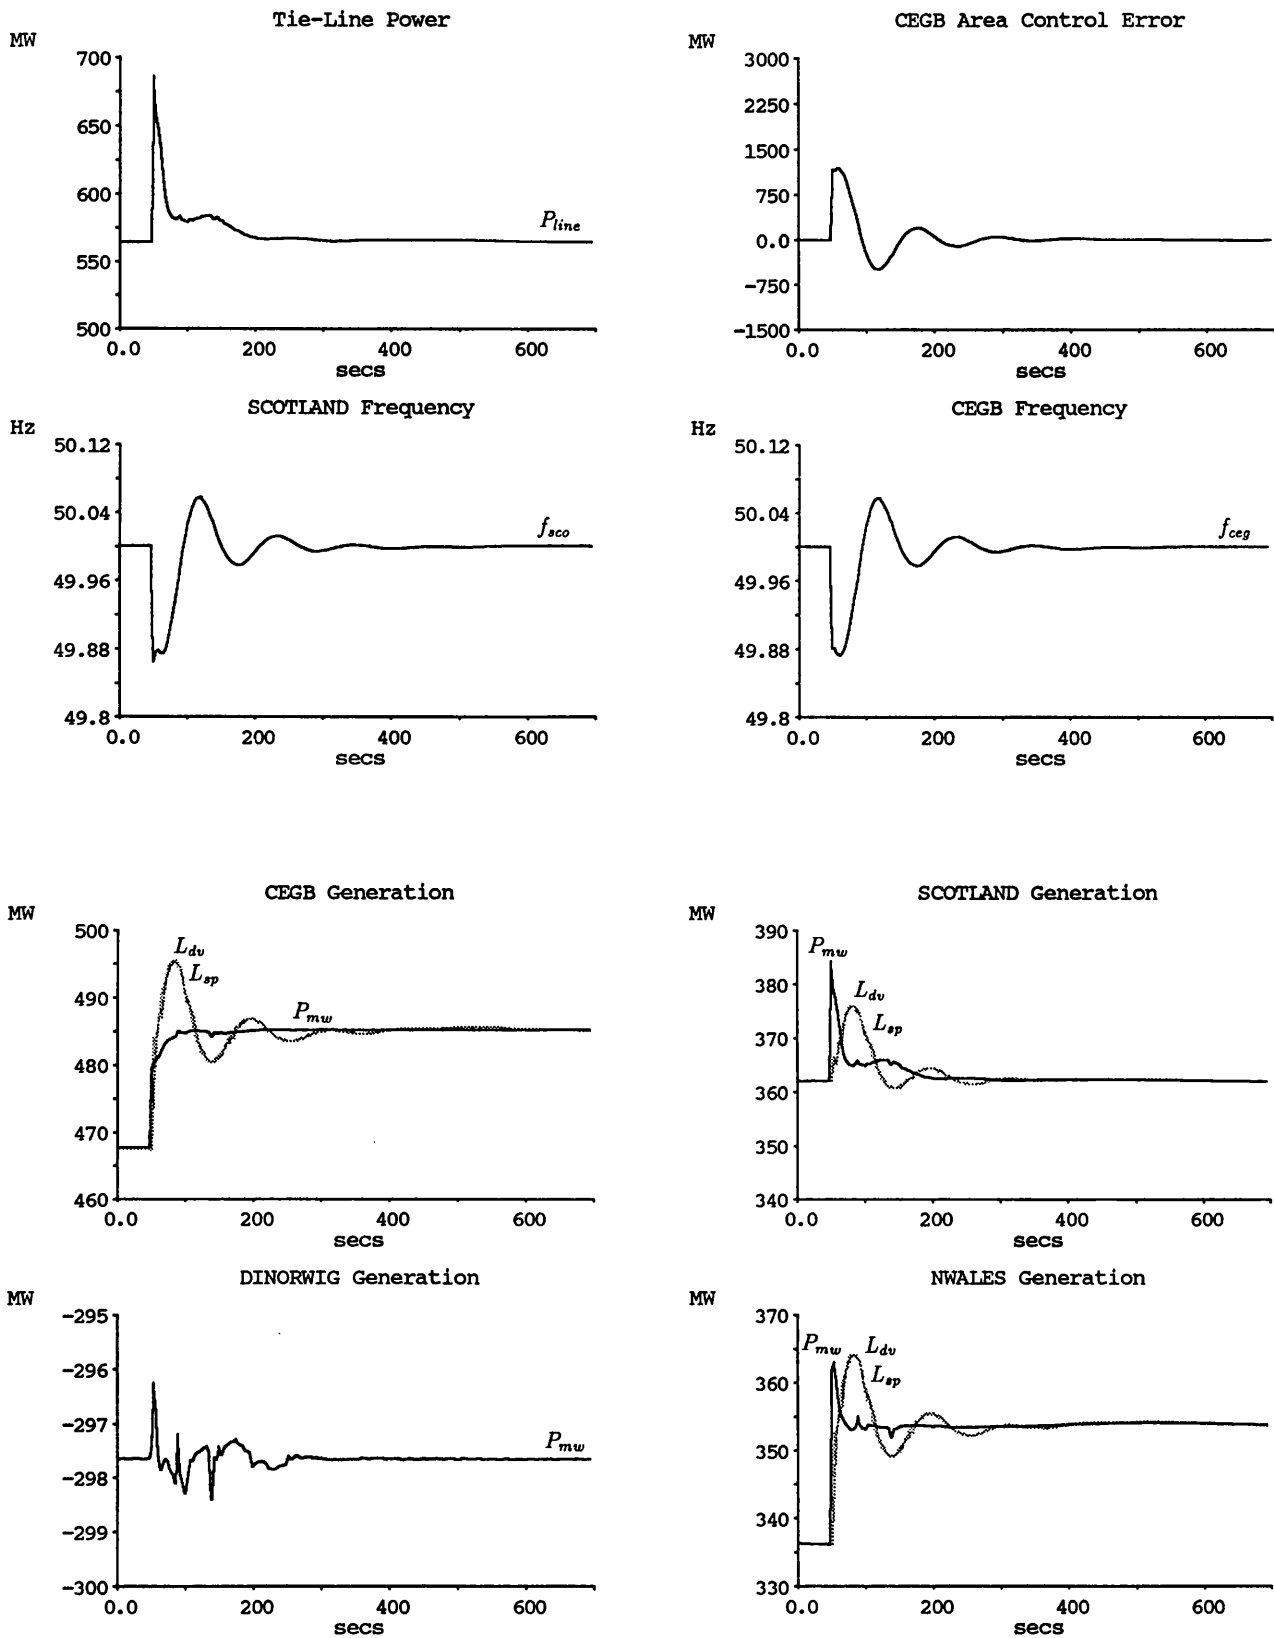 Tie-Line Power
MW
700
650
600
550
500
P_line
0.0 200 400 600
secs
CEGB Area Control Error
MW
3000
2250
1500
750
0.0
-750
-1500
0.0 200 400 600
secs
SCOTLAND Frequency
Hz
50.12
50.04
49.96
49.88
49.8
f_sco
0.0 200 400 600
secs
CEGB Frequency
Hz
50.12
50.04
49.96
49.88
49.8
f_ceg
0.0 200 400 600
secs
CEGB Generation
MW
500
490
480
470
460
L_dv
L_sp
P_mw
0.0 200 400 600
secs
SCOTLAND Generation
MW
390
380
370
360
350
340
P_mw
L_dv
L_sp
0.0 200 400 600
secs
DINORWIG Generation
MW
-295
-296
-297
-298
-299
-300
P_mw
0.0 200 400 600
secs
NWALES Generation
MW
370
360
350
340
330
P_mw
L_dv
L_sp
0.0 200 400 600
secs